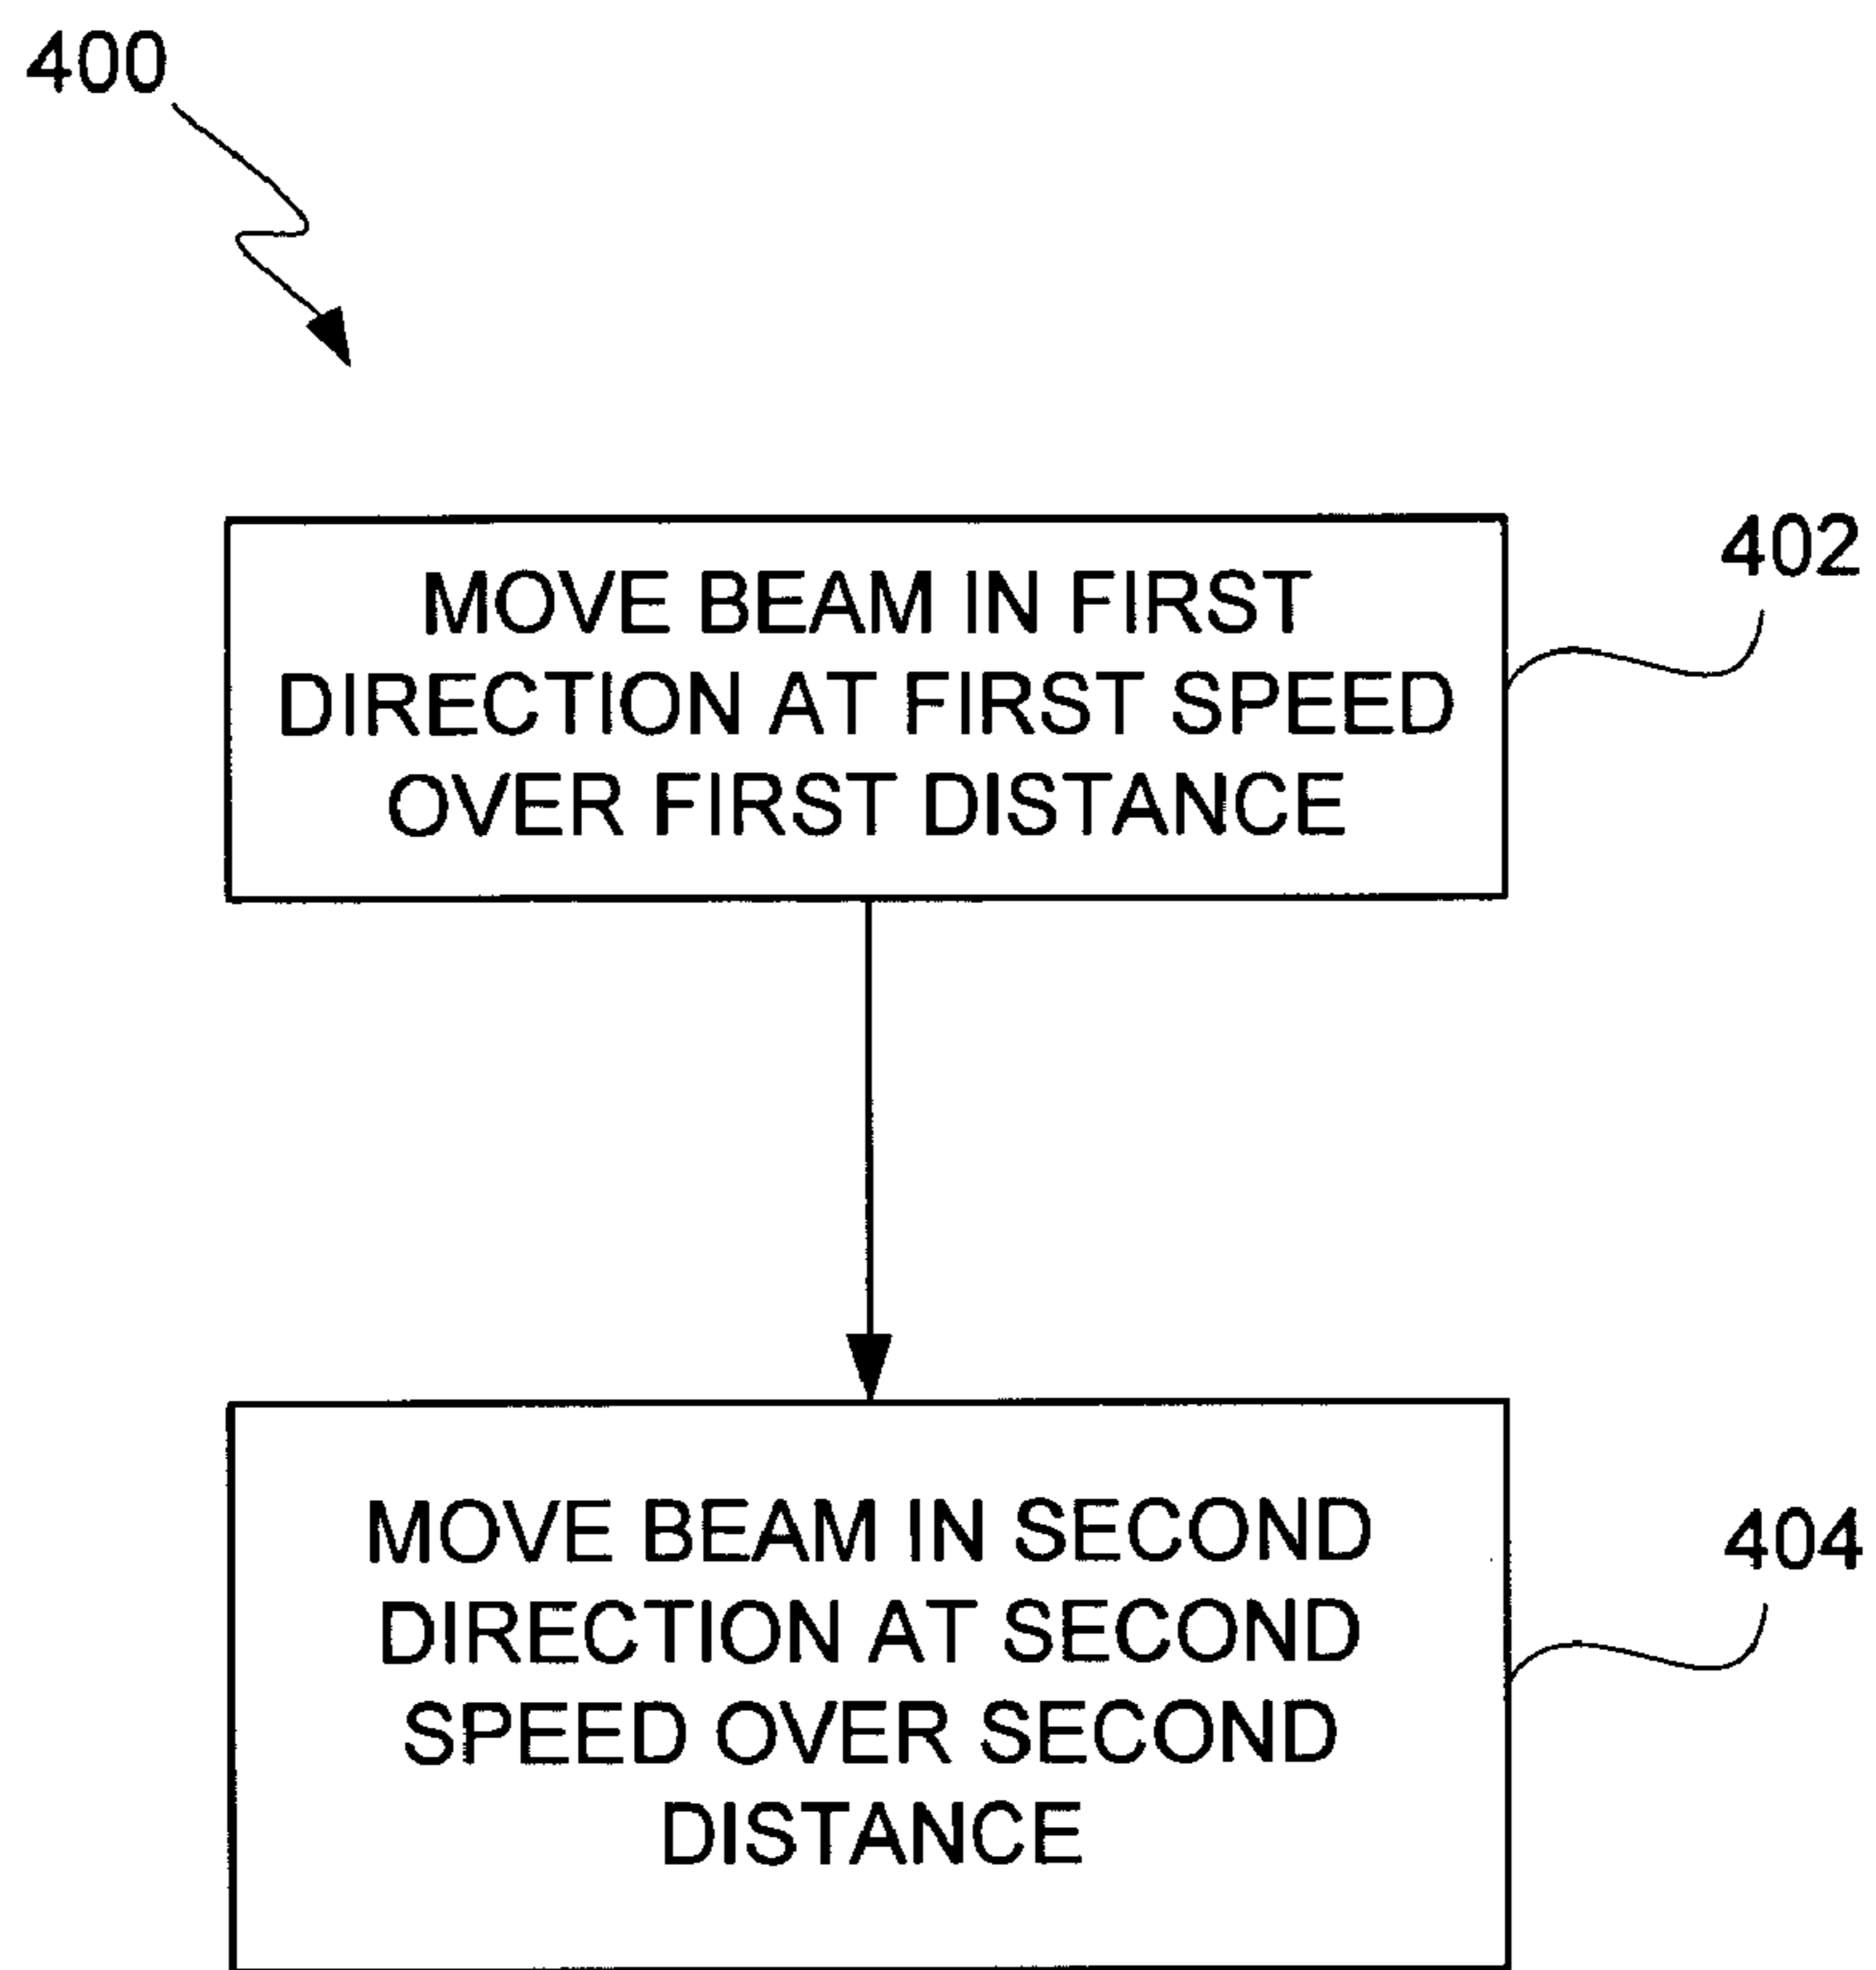 400
402
MOVE BEAM IN FIRST
DIRECTION AT FIRST SPEED
OVER FIRST DISTANCE
404
MOVE BEAM IN SECOND
DIRECTION AT SECOND
SPEED OVER SECOND
DISTANCE